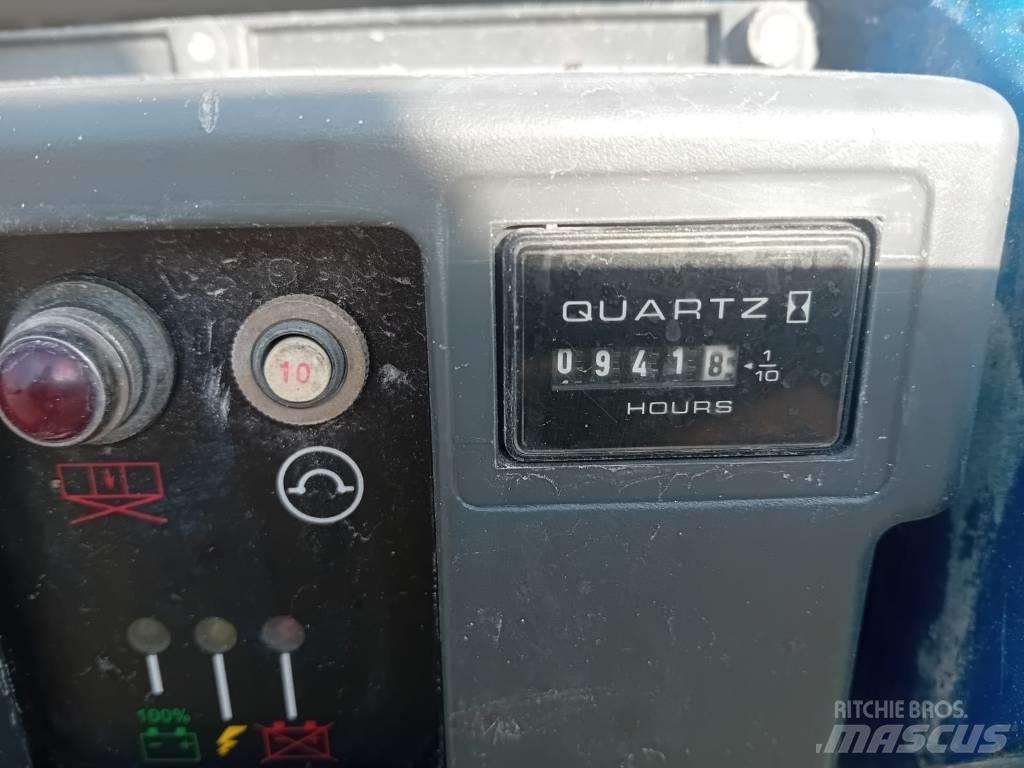 QUARTZ
0 9 4 1 8 1/10
HOURS
10
100%
RITCHIE BROS.
MASCUS